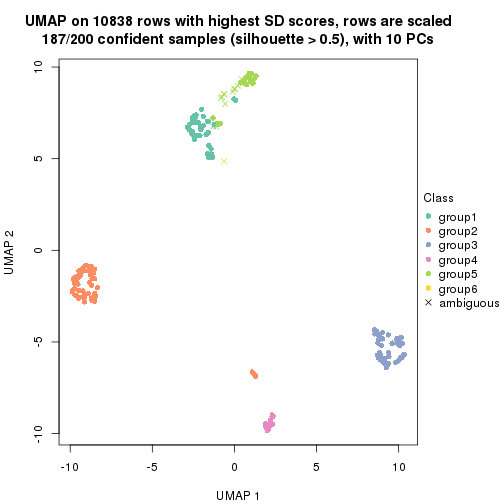 UMAP on 10838 rows with highest SD scores, rows are scaled
187/200 confident samples (silhouette > 0.5), with 10 PCs
10
5
0
-5
-10
UMAP 2
-10
-5
0
5
10
UMAP 1
Class
group1
group2
group3
group4
group5
group6
ambiguous